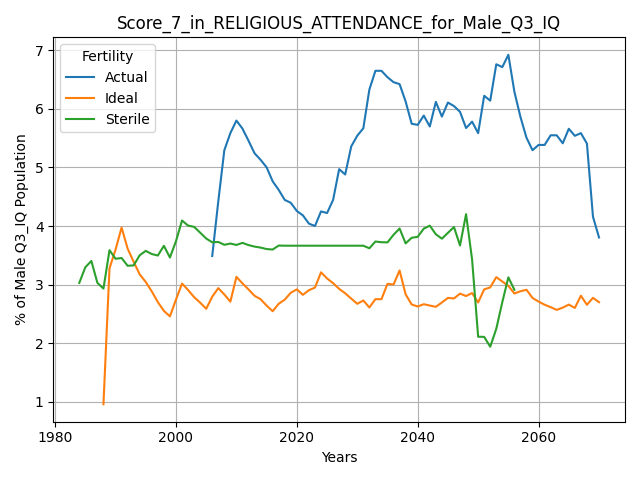 Score_7_in_RELIGIOUS_ATTENDANCE_for_Male_Q3_IQ
Fertility
Actual
Ideal
Sterile
% of Male Q3_IQ Population
7
6
5
4
3
2
1
1980 2000 2020 2040 2060
Years